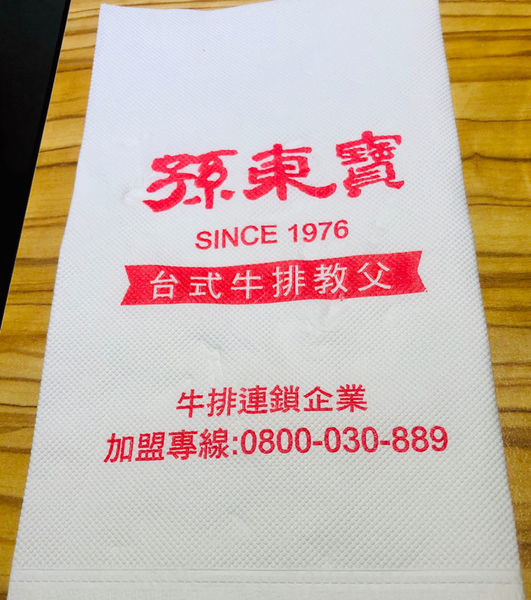 孫東寶
SINCE 1976
台式牛排教父
牛排連鎖企業
加盟專線:0800-030-889